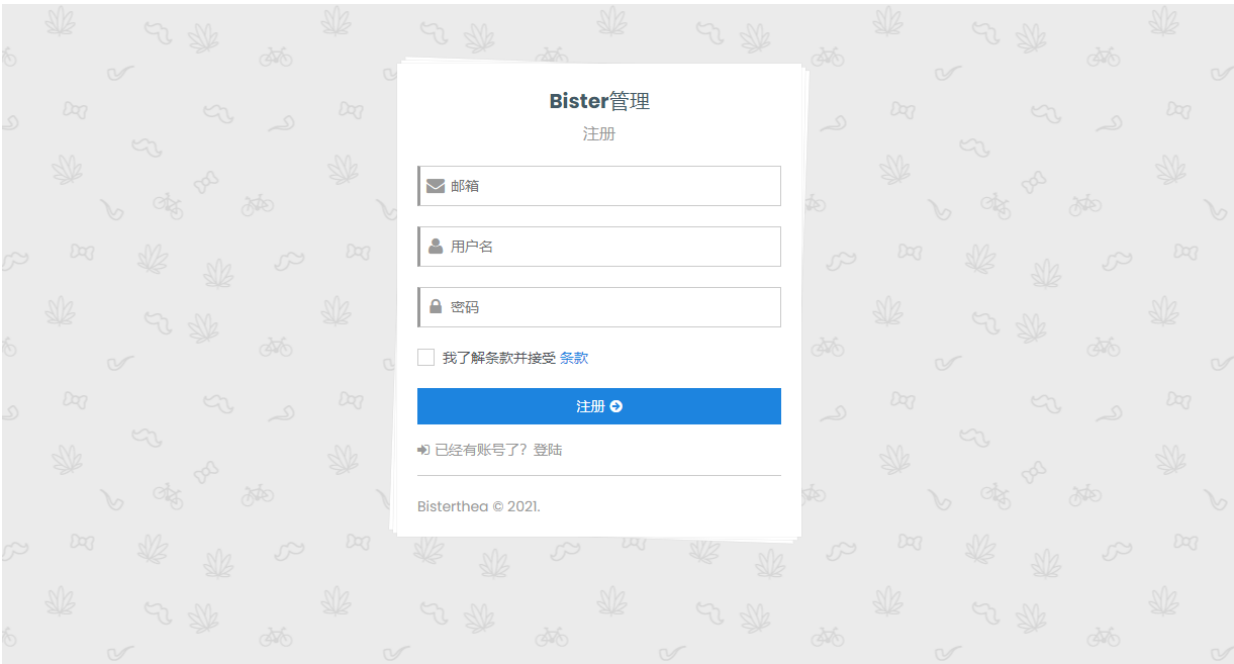 Bister管理
注册
邮箱
用户名
密码
我了解条款并接受 条款
注册
已经有账号了？登陆
Bisterthea © 2021.